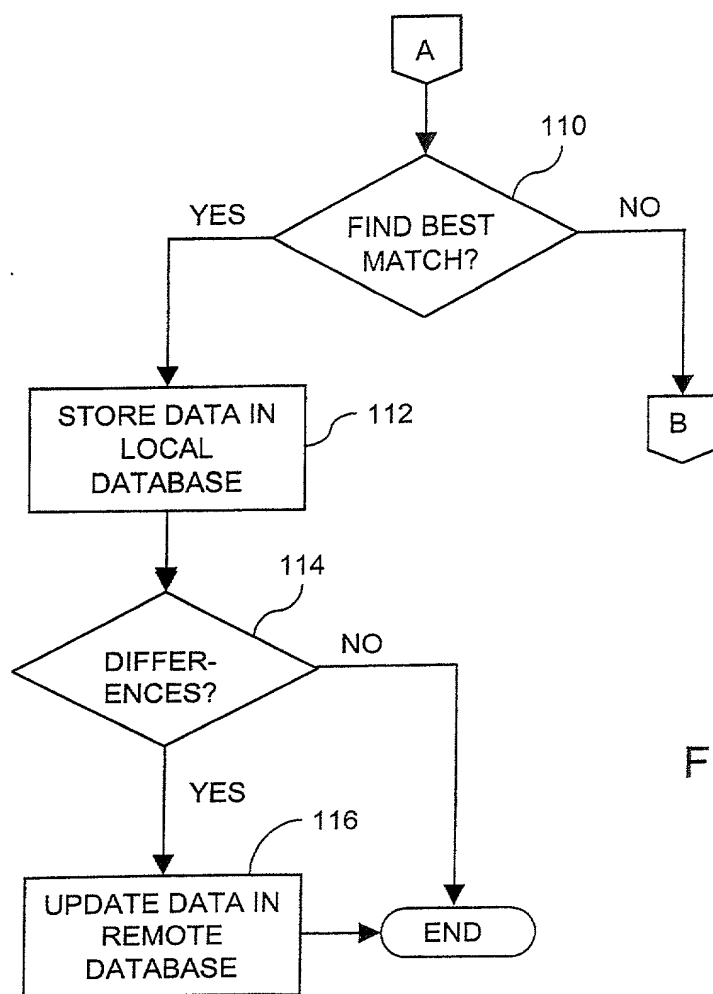 A
110
YES
NO
FIND BEST
MATCH?
STORE DATA IN
LOCAL
DATABASE
112
B
114
DIFFER-
ENCES?
NO
F
YES
116
UPDATE DATA IN
REMOTE
DATABASE
END